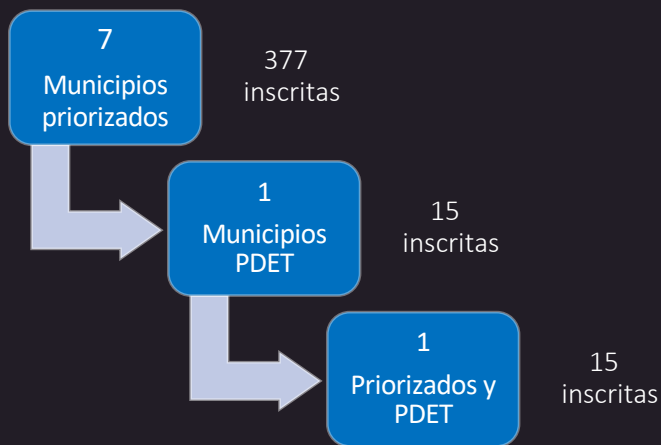 7
Municipios
priorizados
377
inscritas
1
Municipios
PDET
15
inscritas
1
Priorizados y
PDET
15
inscritas